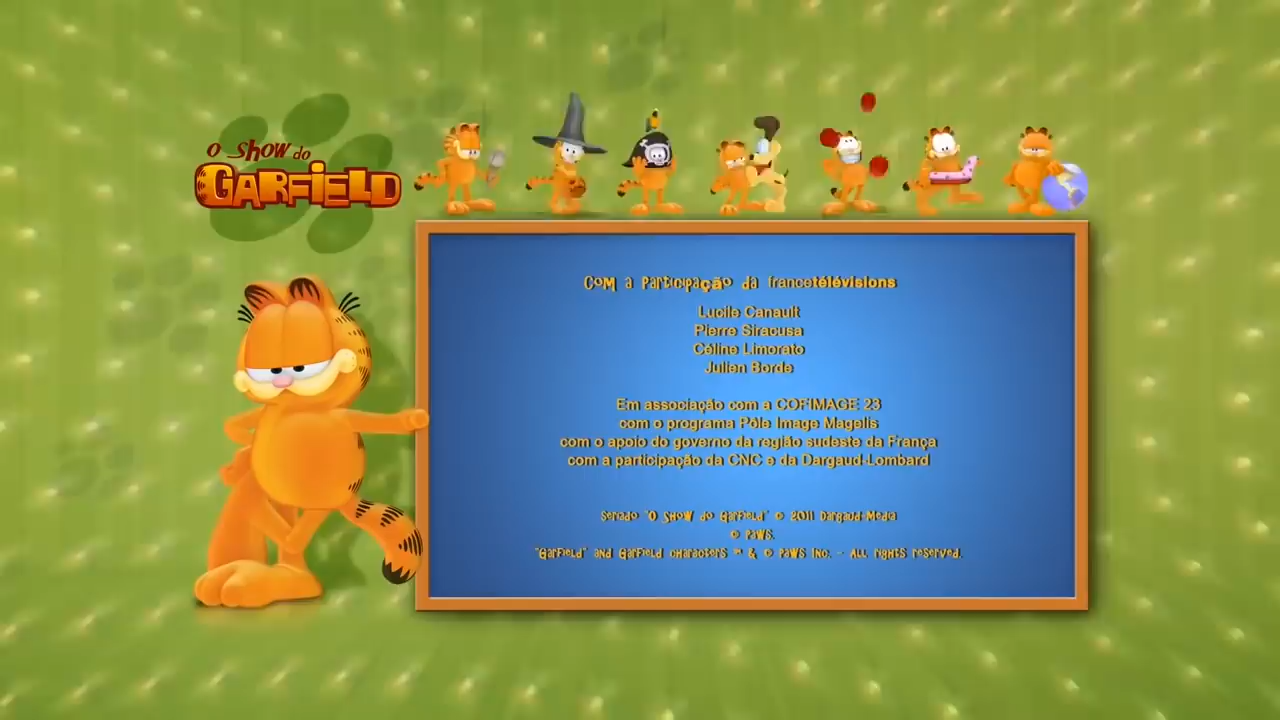 O SHOW do
GARFIELD
Com a Participação da francetélévisions
Lucile Canault
Pierre Siracusa
Céline Limorato
Julien Borde
Em associação com a COFIMAGE 23
com o programa Pôle Image Magelis
com o apoio do governo da região sudeste da França
com a participação da CNC e da Dargaud-Lombard
Seriado "O Show do Garfield" © 2011 Dargaud-Media
© PAWS.
"Garfield" and Garfield characters ™ & © PAWS INC. - All rights reserved.